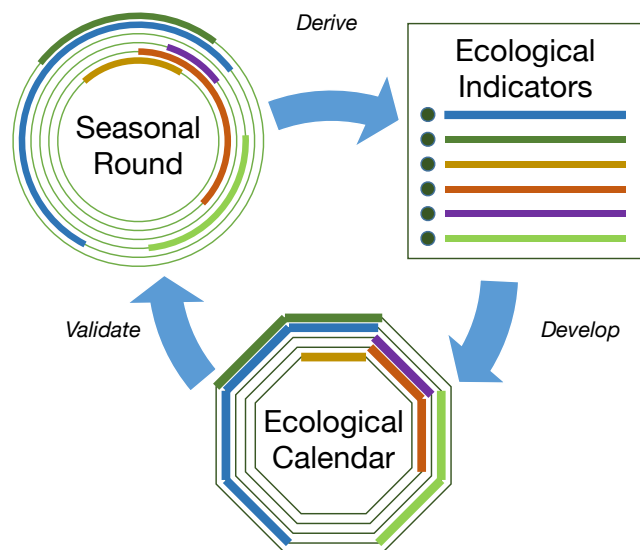 Derive
Ecological
Indicators
Seasonal
Round
Validate
Develop
Ecological
Calendar